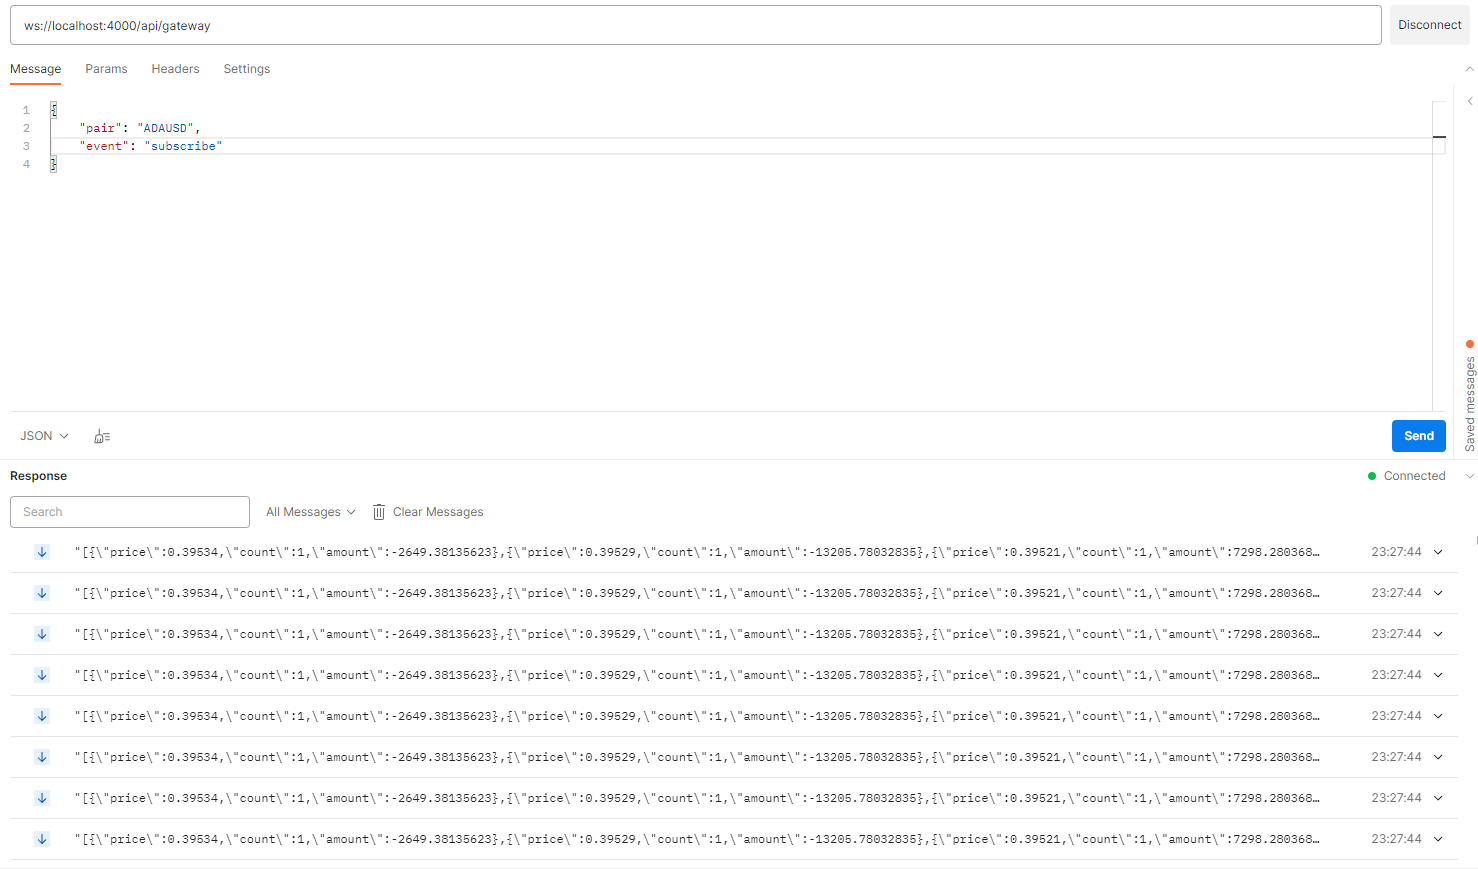 ws://localhost:4000/api/gateway
Disconnect
Message Params Headers Settings
1 {
2 "pair": "ADAUSD",
3 "event": "subscribe"
4 }
Saved messages
JSON
Send
Response
Connected
Search
All Messages
Clear Messages
"[{\"price\":0.39534,\"count\":1,\"amount\":-2649.38135623},{\"price\":0.39529,\"count\":1,\"amount\":-13205.78032835},{\"price\":0.39521,\"count\":1,\"amount\":7298.280368… 23:27:44
"[{\"price\":0.39534,\"count\":1,\"amount\":-2649.38135623},{\"price\":0.39529,\"count\":1,\"amount\":-13205.78032835},{\"price\":0.39521,\"count\":1,\"amount\":7298.280368… 23:27:44
"[{\"price\":0.39534,\"count\":1,\"amount\":-2649.38135623},{\"price\":0.39529,\"count\":1,\"amount\":-13205.78032835},{\"price\":0.39521,\"count\":1,\"amount\":7298.280368… 23:27:44
"[{\"price\":0.39534,\"count\":1,\"amount\":-2649.38135623},{\"price\":0.39529,\"count\":1,\"amount\":-13205.78032835},{\"price\":0.39521,\"count\":1,\"amount\":7298.280368… 23:27:44
"[{\"price\":0.39534,\"count\":1,\"amount\":-2649.38135623},{\"price\":0.39529,\"count\":1,\"amount\":-13205.78032835},{\"price\":0.39521,\"count\":1,\"amount\":7298.280368… 23:27:44
"[{\"price\":0.39534,\"count\":1,\"amount\":-2649.38135623},{\"price\":0.39529,\"count\":1,\"amount\":-13205.78032835},{\"price\":0.39521,\"count\":1,\"amount\":7298.280368… 23:27:44
"[{\"price\":0.39534,\"count\":1,\"amount\":-2649.38135623},{\"price\":0.39529,\"count\":1,\"amount\":-13205.78032835},{\"price\":0.39521,\"count\":1,\"amount\":7298.280368… 23:27:44
"[{\"price\":0.39534,\"count\":1,\"amount\":-2649.38135623},{\"price\":0.39529,\"count\":1,\"amount\":-13205.78032835},{\"price\":0.39521,\"count\":1,\"amount\":7298.280368… 23:27:44